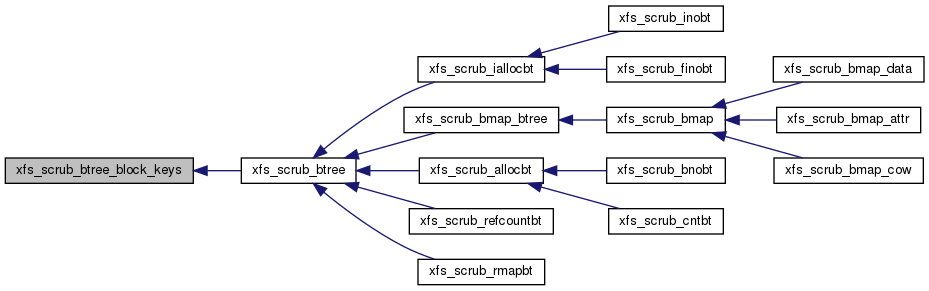 xfs_scrub_inobt
xfs_scrub_iallocbt
xfs_scrub_finobt
xfs_scrub_bmap_data
xfs_scrub_bmap_btree
xfs_scrub_bmap
xfs_scrub_bmap_attr
xfs_scrub_btree_block_keys
xfs_scrub_btree
xfs_scrub_allocbt
xfs_scrub_bnobt
xfs_scrub_bmap_cow
xfs_scrub_refcountbt
xfs_scrub_cntbt
xfs_scrub_rmapbt